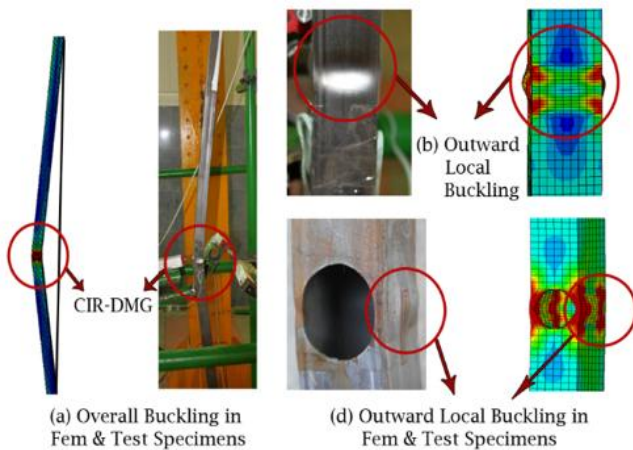 (b) Outward
Local
Buckling
CIR-DMG
(a) Overall Buckling in
Fem & Test Specimens
(d) Outward Local Buckling in
Fem & Test Specimens